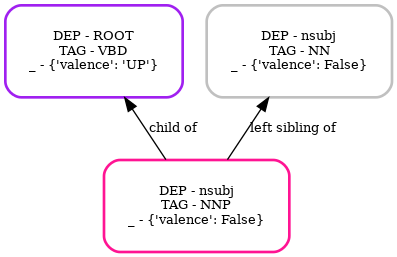 DEP - ROOT
TAG - VBD
_ - {'valence': 'UP'}
DEP - nsubj
TAG - NN
_ - {'valence': False}
child of
left sibling of
DEP - nsubj
TAG - NNP
_ - {'valence': False}